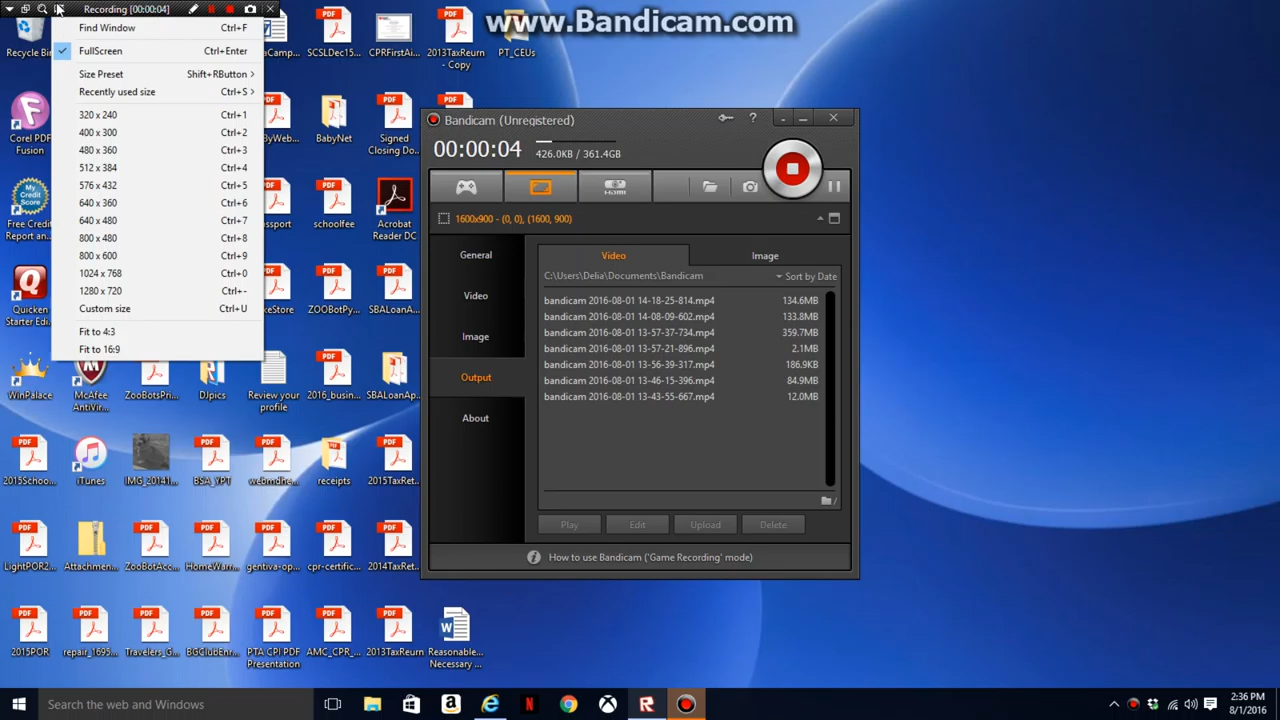 www.Bandicam.com
Recording [00:00:04]
Find Window Ctrl+F
FullScreen Ctrl+Enter
Size Preset Shift+RButton
Recently used size Ctrl+S
320 x 240 Ctrl+1
400 x 300 Ctrl+2
480 x 360 Ctrl+3
512 x 384 Ctrl+4
576 x 432 Ctrl+5
640 x 360 Ctrl+6
640 x 480 Ctrl+7
800 x 480 Ctrl+8
800 x 600 Ctrl+9
1024 x 768 Ctrl+0
1280 x 720 Ctrl+-
Custom size Ctrl+U
Fit to 4:3
Fit to 16:9
Recycle Bin
SCSLDec15...
CPRFirstAi...
2013TaxReurn - Copy
PT_CEUs
Corel PDF Fusion
BabyNet
Signed Closing Do...
My Credit Score
Free Credit Report an...
schoolfee
Acrobat Reader DC
Quicken Starter Edi...
ZOOBotPy...
SBALoanA...
WinPalace
McAfee AntiVir...
ZooBotsPri...
DJpics
Review your profile
2016_busin...
SBALoanAp...
2015Schoo...
iTunes
IMG_20141...
BSA_YPT
webmdhe...
receipts
2015TaxRet...
LightPOR2...
Attachmen...
ZooBotAcc...
HomeWarr...
gentiva-op...
cpr-certific...
2014TaxRet...
2015POR
repair_1695...
Travelers_G...
BGClubEnr...
PTA CPI PDF Presentation
AMC_CPR_...
2013TaxReurn
Reasonable... Necessary ...
Bandicam (Unregistered)
00:00:04 426.0KB / 361.4GB
HDMI
1600x900 - (0, 0), (1600, 900)
General
Video
Image
Output
About
Video Image
C:\Users\Delia\Documents\Bandicam Sort by Date
bandicam 2016-08-01 14-18-25-814.mp4 134.6MB
bandicam 2016-08-01 14-08-09-602.mp4 133.8MB
bandicam 2016-08-01 13-57-37-734.mp4 359.7MB
bandicam 2016-08-01 13-57-21-896.mp4 2.1MB
bandicam 2016-08-01 13-56-39-317.mp4 186.9KB
bandicam 2016-08-01 13-46-15-396.mp4 84.9MB
bandicam 2016-08-01 13-43-55-667.mp4 12.0MB
Play Edit Upload Delete
How to use Bandicam ('Game Recording' mode)
Search the web and Windows
2:36 PM
8/1/2016